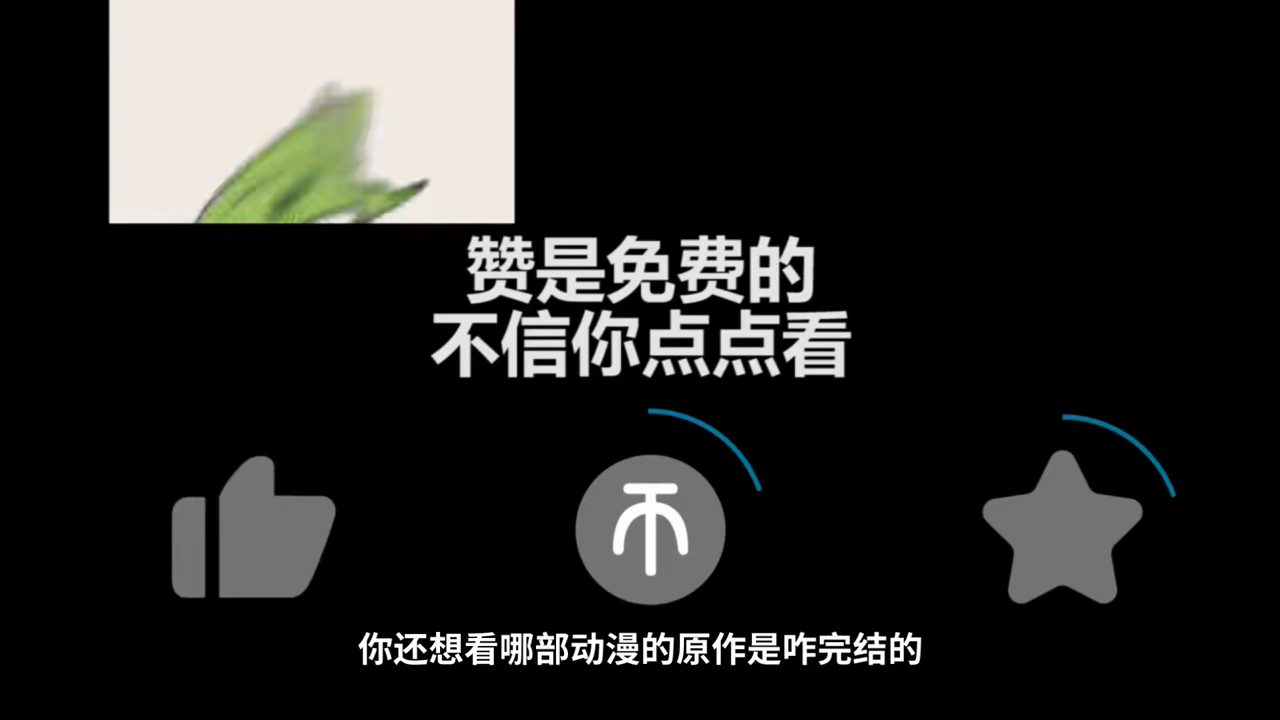 赞是免费的
不信你点点看
你还想看哪部动漫的原作是咋完结的